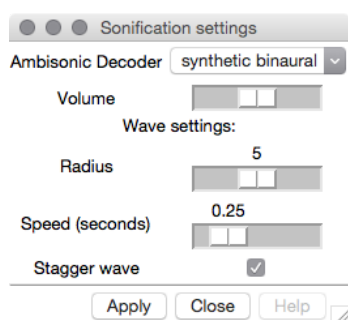 Sonification settings
Ambisonic Decoder synthetic binaural
Volume
Wave settings:
5
Radius
0.25
Speed (seconds)
Stagger wave
Apply Close Help